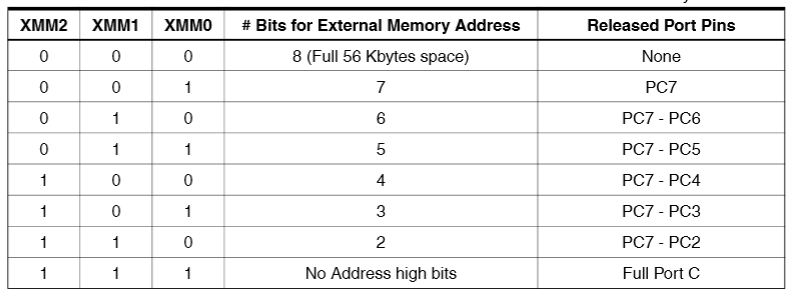 XMM2 XMM1 XMM0 # Bits for External Memory Address Released Port Pins
0 0 0 8 (Full 56 Kbytes space) None
0 0 1 7 PC7
0 1 0 6 PC7 - PC6
0 1 1 5 PC7 - PC5
1 0 0 4 PC7 - PC4
1 0 1 3 PC7 - PC3
1 1 0 2 PC7 - PC2
1 1 1 No Address high bits Full Port C